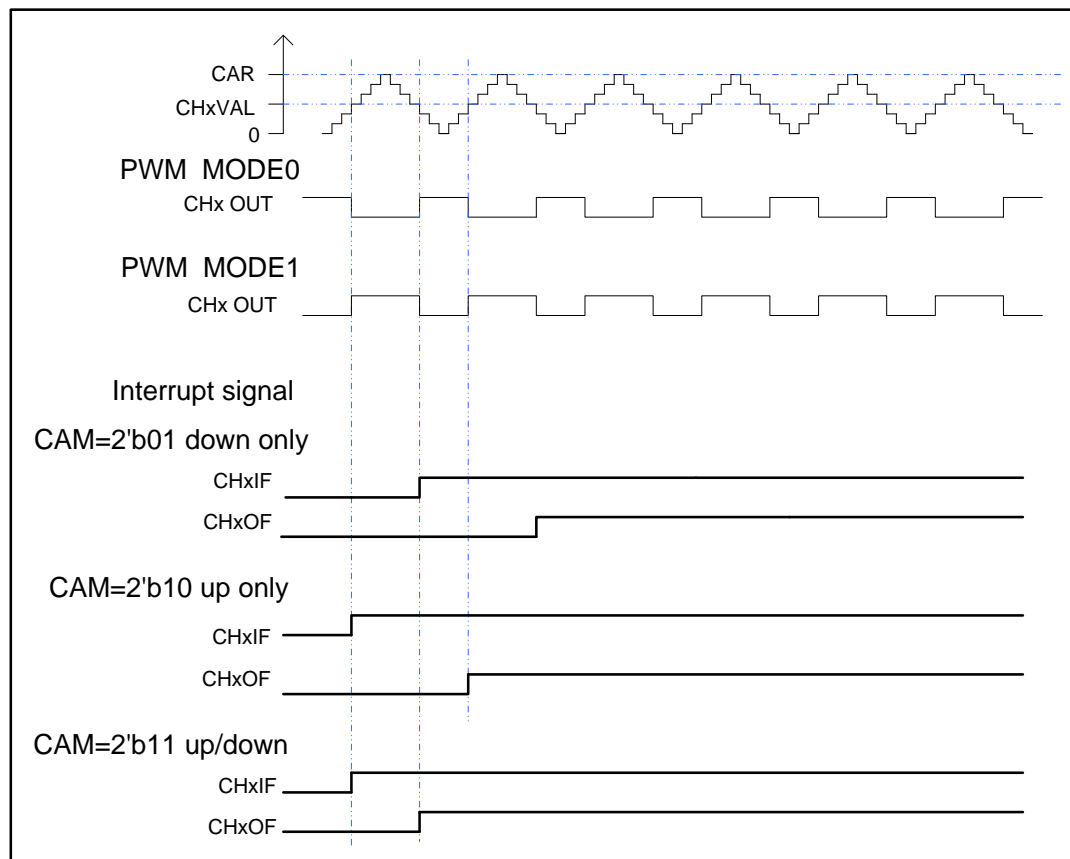 CAR
CHxVAL
0
PWM MODE0
CHx OUT
PWM MODE1
CHx OUT
Interrupt signal
CAM=2'b01 down only
CHxIF
CHxOF
CAM=2'b10 up only
CHxIF
CHxOF
CAM=2'b11 up/down
CHxIF
CHxOF